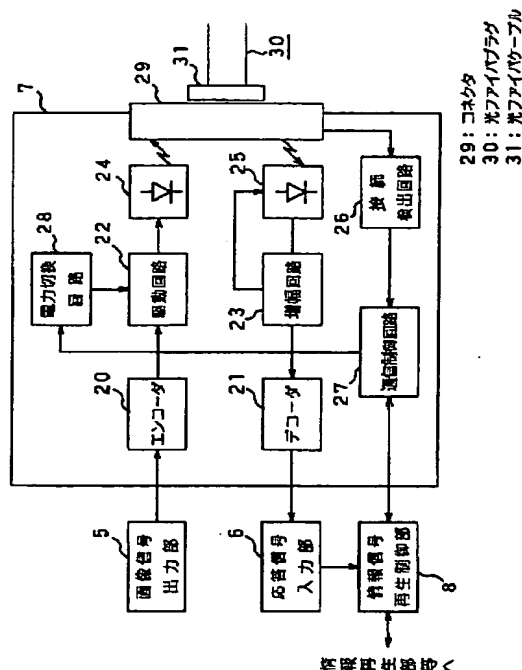 7
31
29
30
28
電力切換
回路
22
駆動回路
24
20
エンコーダ
5
画像信号
出力部
25
23
増幅回路
21
デコーダ
6
応答信号
入力部
26
接続
検出回路
27
通信制御回路
情報信号
再生制御部
8
情報再生部等へ
29:コネクタ
30:光ファイバプラグ
31:光ファイバケーブル